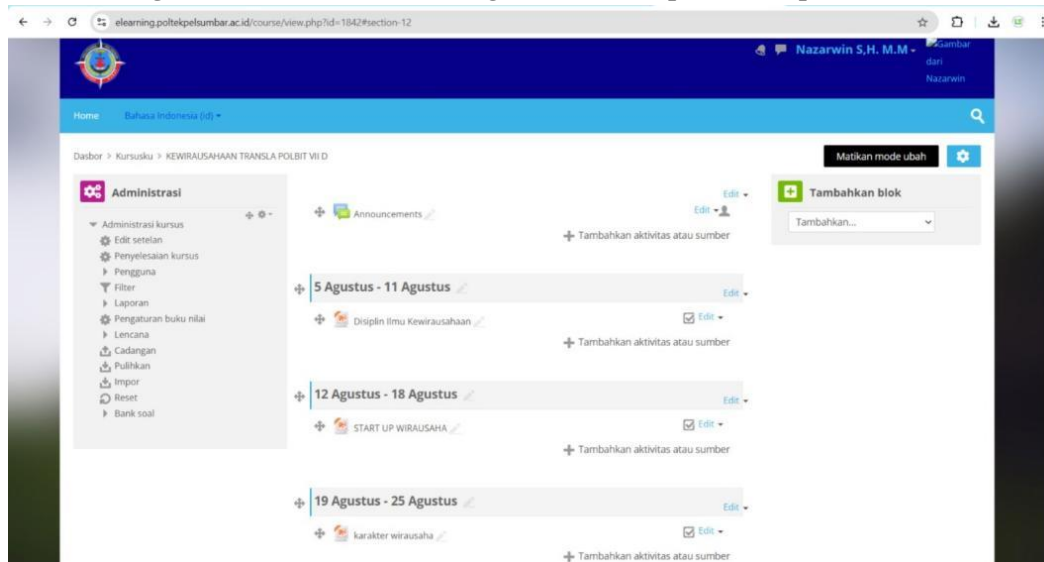 elearning.poltekpelsumbar.ac.id/course/view.php?id=1842#section-12
Nazarwin S,H. M.M
Gambar
dari
Nazarwin
Home Bahasa Indonesia (id)
Dasbor > Kursusku > KEWIRAUSAHAAN TRANSLA POLBIT VII D
Matikan mode ubah
Administrasi
Administrasi kursus
Edit setelan
Penyelesaian kursus
Pengguna
Filter
Laporan
Pengaturan buku nilai
Lencana
Cadangan
Pulihkan
Impor
Reset
Bank soal
Edit
Announcements Edit
Tambahkan aktivitas atau sumber
5 Agustus - 11 Agustus Edit
Disiplin Ilmu Kewirausahaan Edit
Tambahkan aktivitas atau sumber
12 Agustus - 18 Agustus Edit
START UP WIRAUSAHA Edit
Tambahkan aktivitas atau sumber
19 Agustus - 25 Agustus Edit
karakter wirausaha Edit
Tambahkan aktivitas atau sumber
Tambahkan blok
Tambahkan...